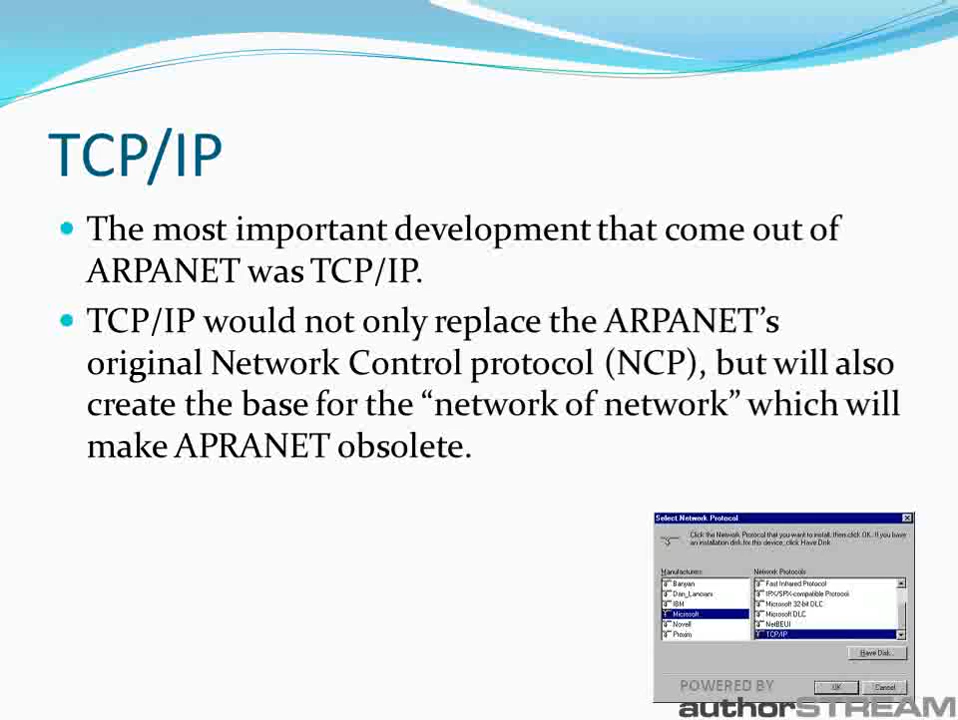 TCP/IP
The most important development that come out of
ARPANET was TCP/IP.
TCP/IP would not only replace the ARPANET’s
original Network Control protocol (NCP), but will also
create the base for the “network of network” which will
make APRANET obsolete.
Select Network Protocol
Click the Network Protocol that you want to install, then click OK. If you have
an installation disk for this device, click Have Disk.
Manufacturers:
Banyan
IBM
Microsoft
Novell
Proxim
Network Protocols:
Fast Infrared Protocol
IPX/SPX-compatible Protocol
Microsoft 32-bit DLC
Microsoft DLC
NetBEUI
TCP/IP
Have Disk...
OK
Cancel
POWERED BY
authorSTREAM